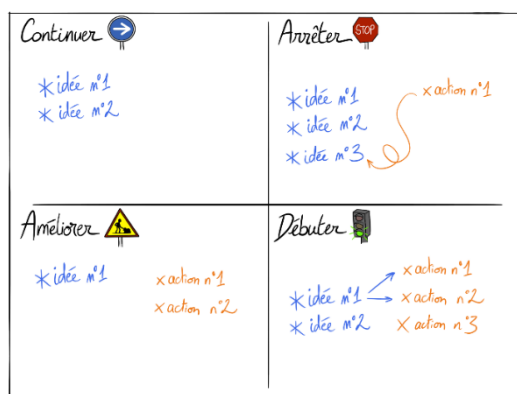 Continuer
* idée n°1
* idée n°2
Arrêter STOP
* idée n°1
* idée n°2
* idée n°3
x action n°1
Améliorer
* idée n°1
x action n°1
x action n°2
Débuter
* idée n°1
* idée n°2
x action n°1
x action n°2
x action n°3